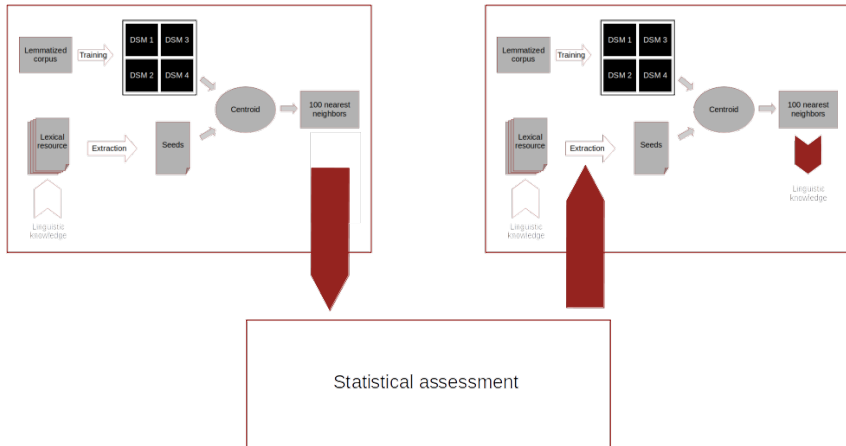 Lemmatized
corpus
Training
DSM 1
DSM 3
DSM 2
DSM 4
Centroid
100 nearest
neighbors
Lexical
resource
Extraction
Seeds
Linguistic
knowledge
Lemmatized
corpus
Training
DSM 1
DSM 3
DSM 2
DSM 4
Centroid
100 nearest
neighbors
Lexical
resource
Extraction
Seeds
Linguistic
knowledge
Linguistic
knowledge
Statistical assessment